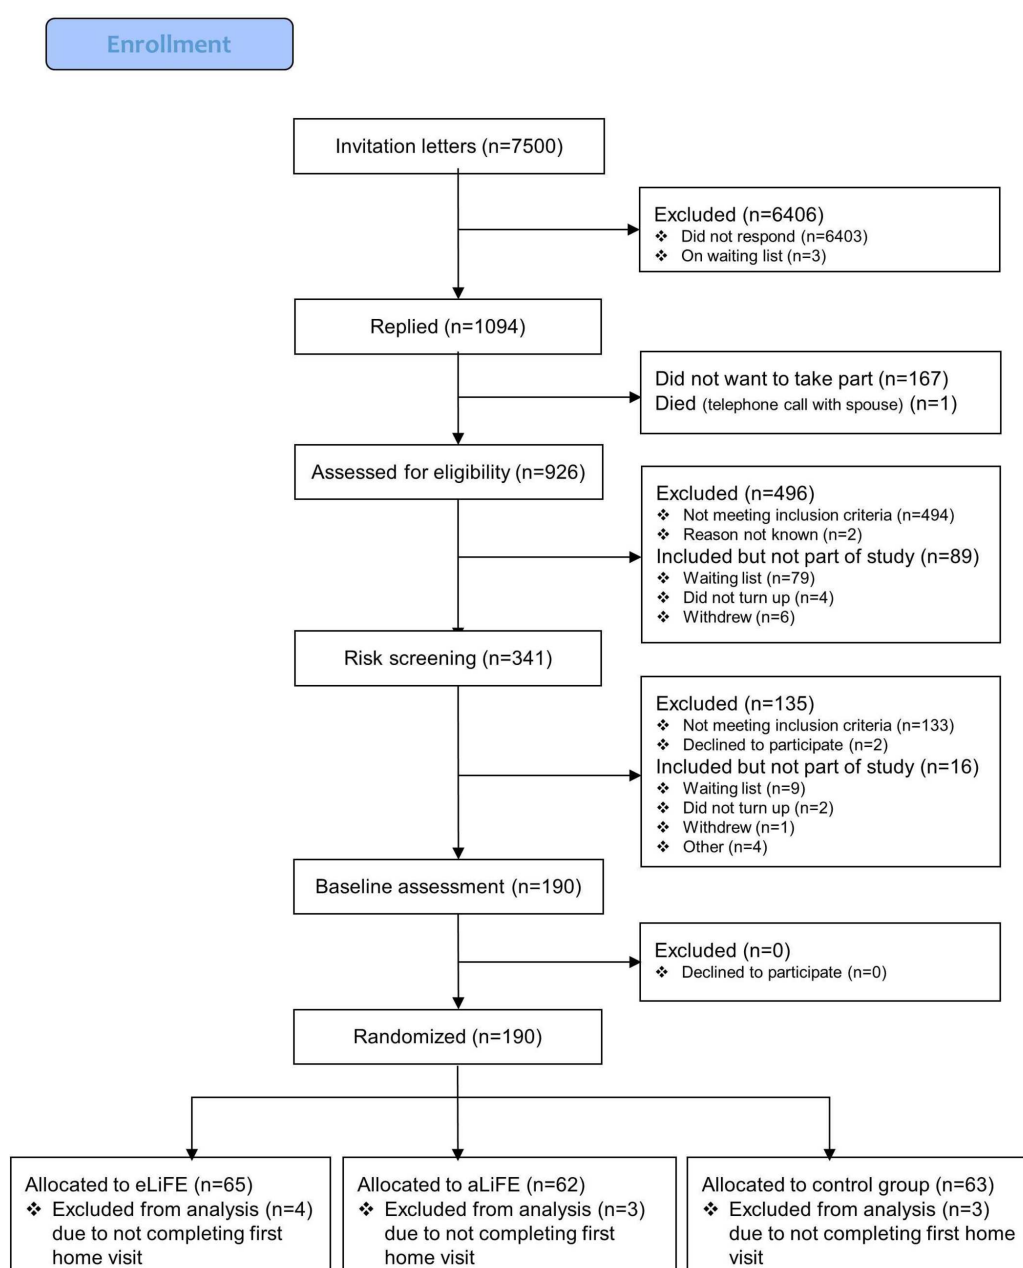 Enrollment
Invitation letters (n=7500)
Excluded (n=6406)
❖ Did not respond (n=6403)
❖ On waiting list (n=3)
Replied (n=1094)
Did not want to take part (n=167)
Died (telephone call with spouse) (n=1)
Assessed for eligibility (n=926)
Excluded (n=496)
❖ Not meeting inclusion criteria (n=494)
❖ Reason not known (n=2)
Included but not part of study (n=89)
❖ Waiting list (n=79)
❖ Did not turn up (n=4)
❖ Withdrew (n=6)
Risk screening (n=341)
Excluded (n=135)
❖ Not meeting inclusion criteria (n=133)
❖ Declined to participate (n=2)
Included but not part of study (n=16)
❖ Waiting list (n=9)
❖ Did not turn up (n=2)
❖ Withdrew (n=1)
❖ Other (n=4)
Baseline assessment (n=190)
Excluded (n=0)
❖ Declined to participate (n=0)
Randomized (n=190)
Allocated to eLiFE (n=65)
❖ Excluded from analysis (n=4)
due to not completing first
home visit
Allocated to aLiFE (n=62)
❖ Excluded from analysis (n=3)
due to not completing first
home visit
Allocated to control group (n=63)
❖ Excluded from analysis (n=3)
due to not completing first home
visit